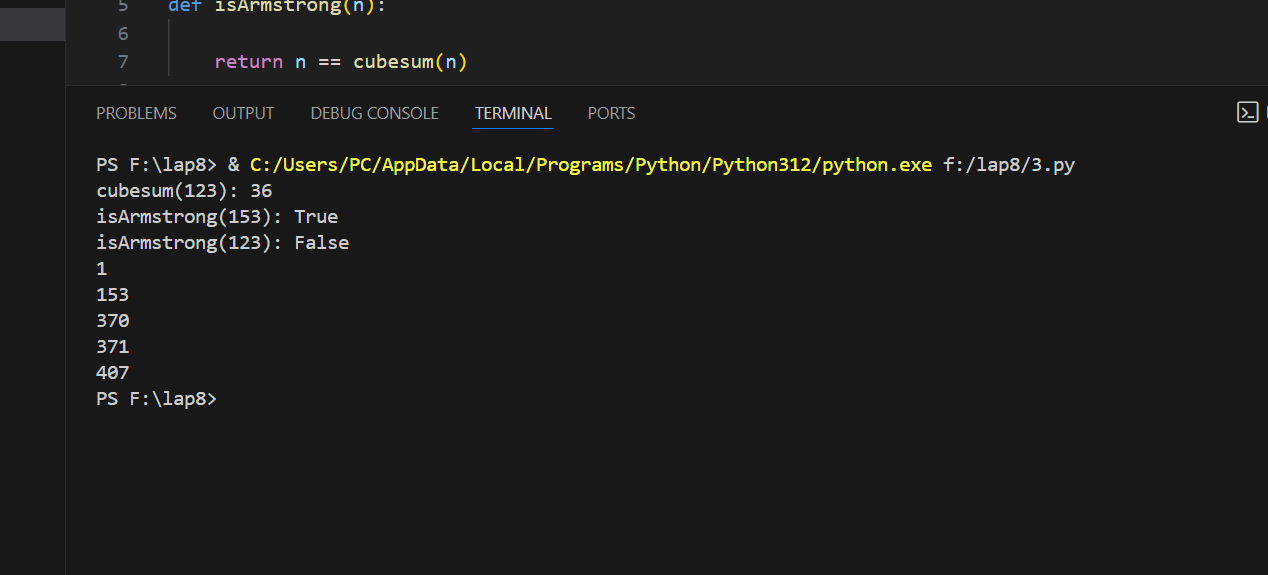 5 def isArmstrong(n):
6
7 return n == cubesum(n)
PROBLEMS OUTPUT DEBUG CONSOLE TERMINAL PORTS
PS F:\lap8> & C:/Users/PC/AppData/Local/Programs/Python/Python312/python.exe f:/lap8/3.py
cubesum(123): 36
isArmstrong(153): True
isArmstrong(123): False
1
153
370
371
407
PS F:\lap8>